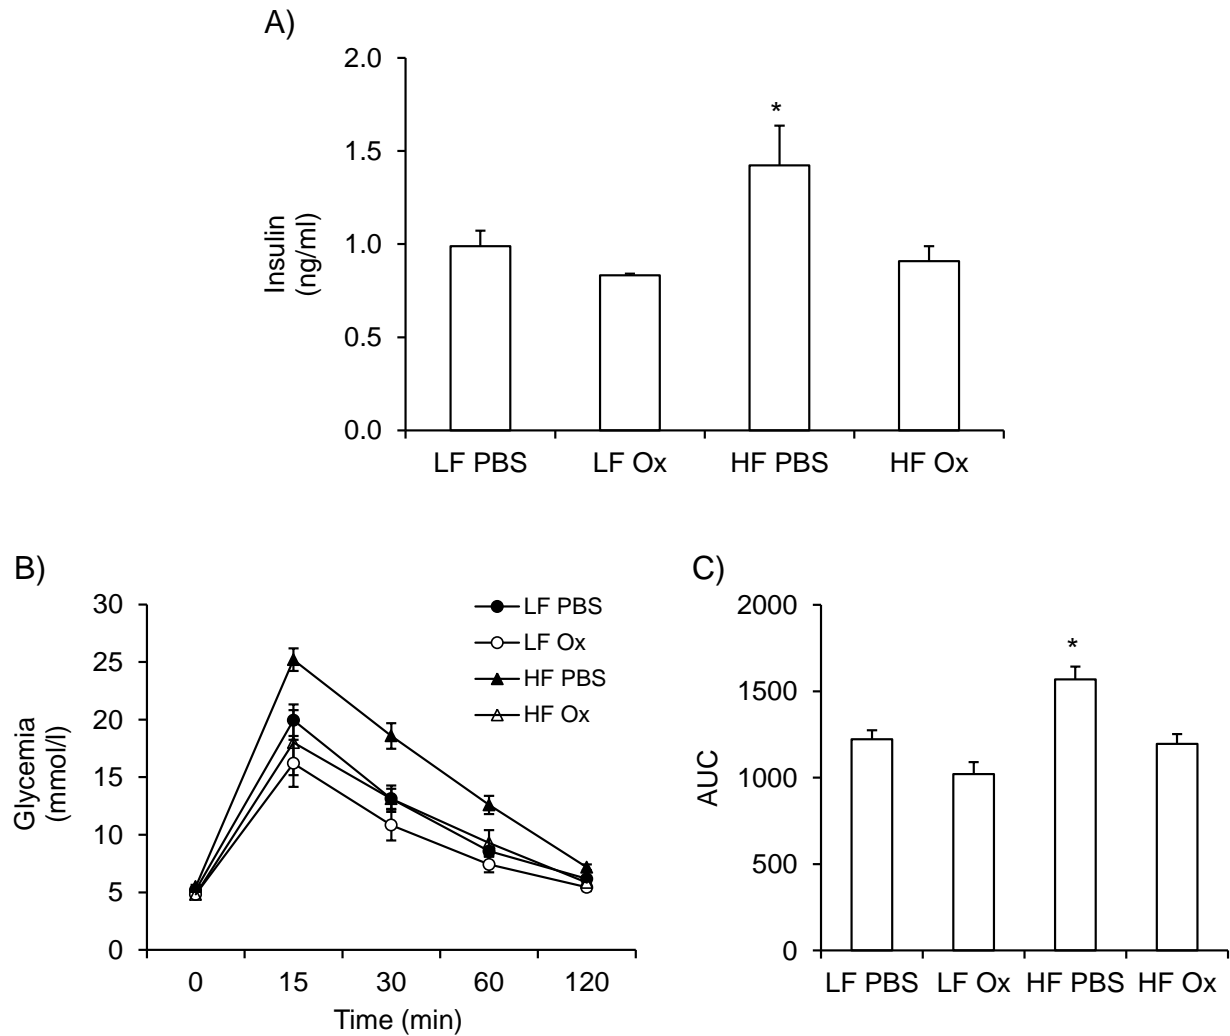 A)
2.0
1.5
1.0
0.5
0.0
Insulin
(ng/ml)
*
LF PBS LF Ox HF PBS HF Ox
B)
30
25
20
15
10
5
0
Glycemia
(mmol/l)
LF PBS
LF Ox
HF PBS
HF Ox
0 15 30 60 120
Time (min)
C)
2000
1500
1000
500
0
AUC
*
LF PBS LF Ox HF PBS HF Ox